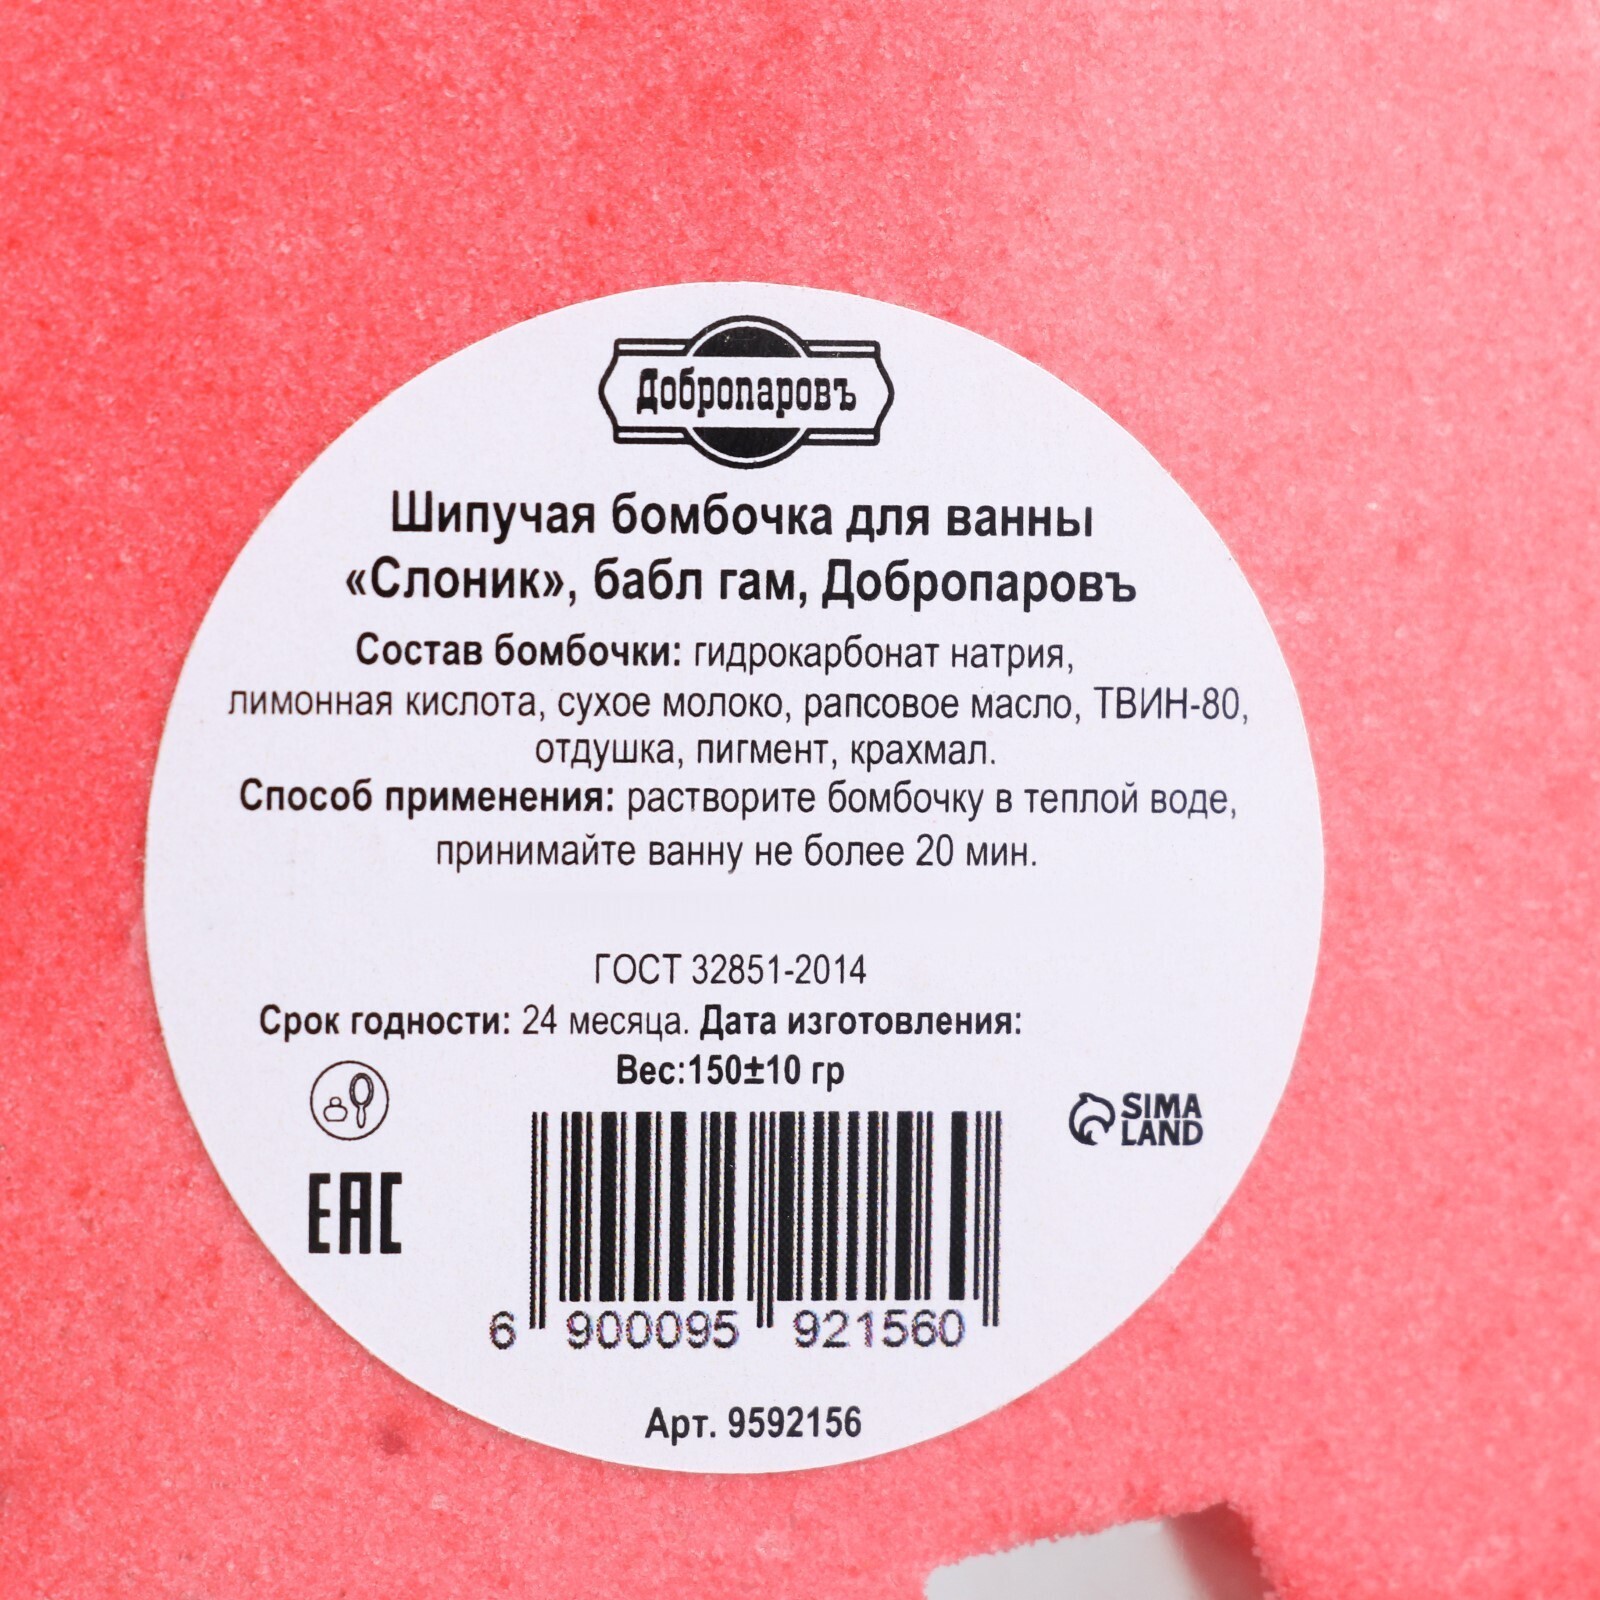 Добропаровъ
Шипучая бомбочка для ванны
«Слоник», бабл гам, Добропаровъ
Состав бомбочки: гидрокарбонат натрия,
лимонная кислота, сухое молоко, рапсовое масло, ТВИН-80,
отдушка, пигмент, крахмал.
Способ применения: растворите бомбочку в теплой воде,
принимайте ванну не более 20 мин.
ГОСТ 32851-2014
Срок годности: 24 месяца. Дата изготовления:
Вес:150±10 гр
SIMA
LAND
EAC
6 900095 921560
Арт. 9592156